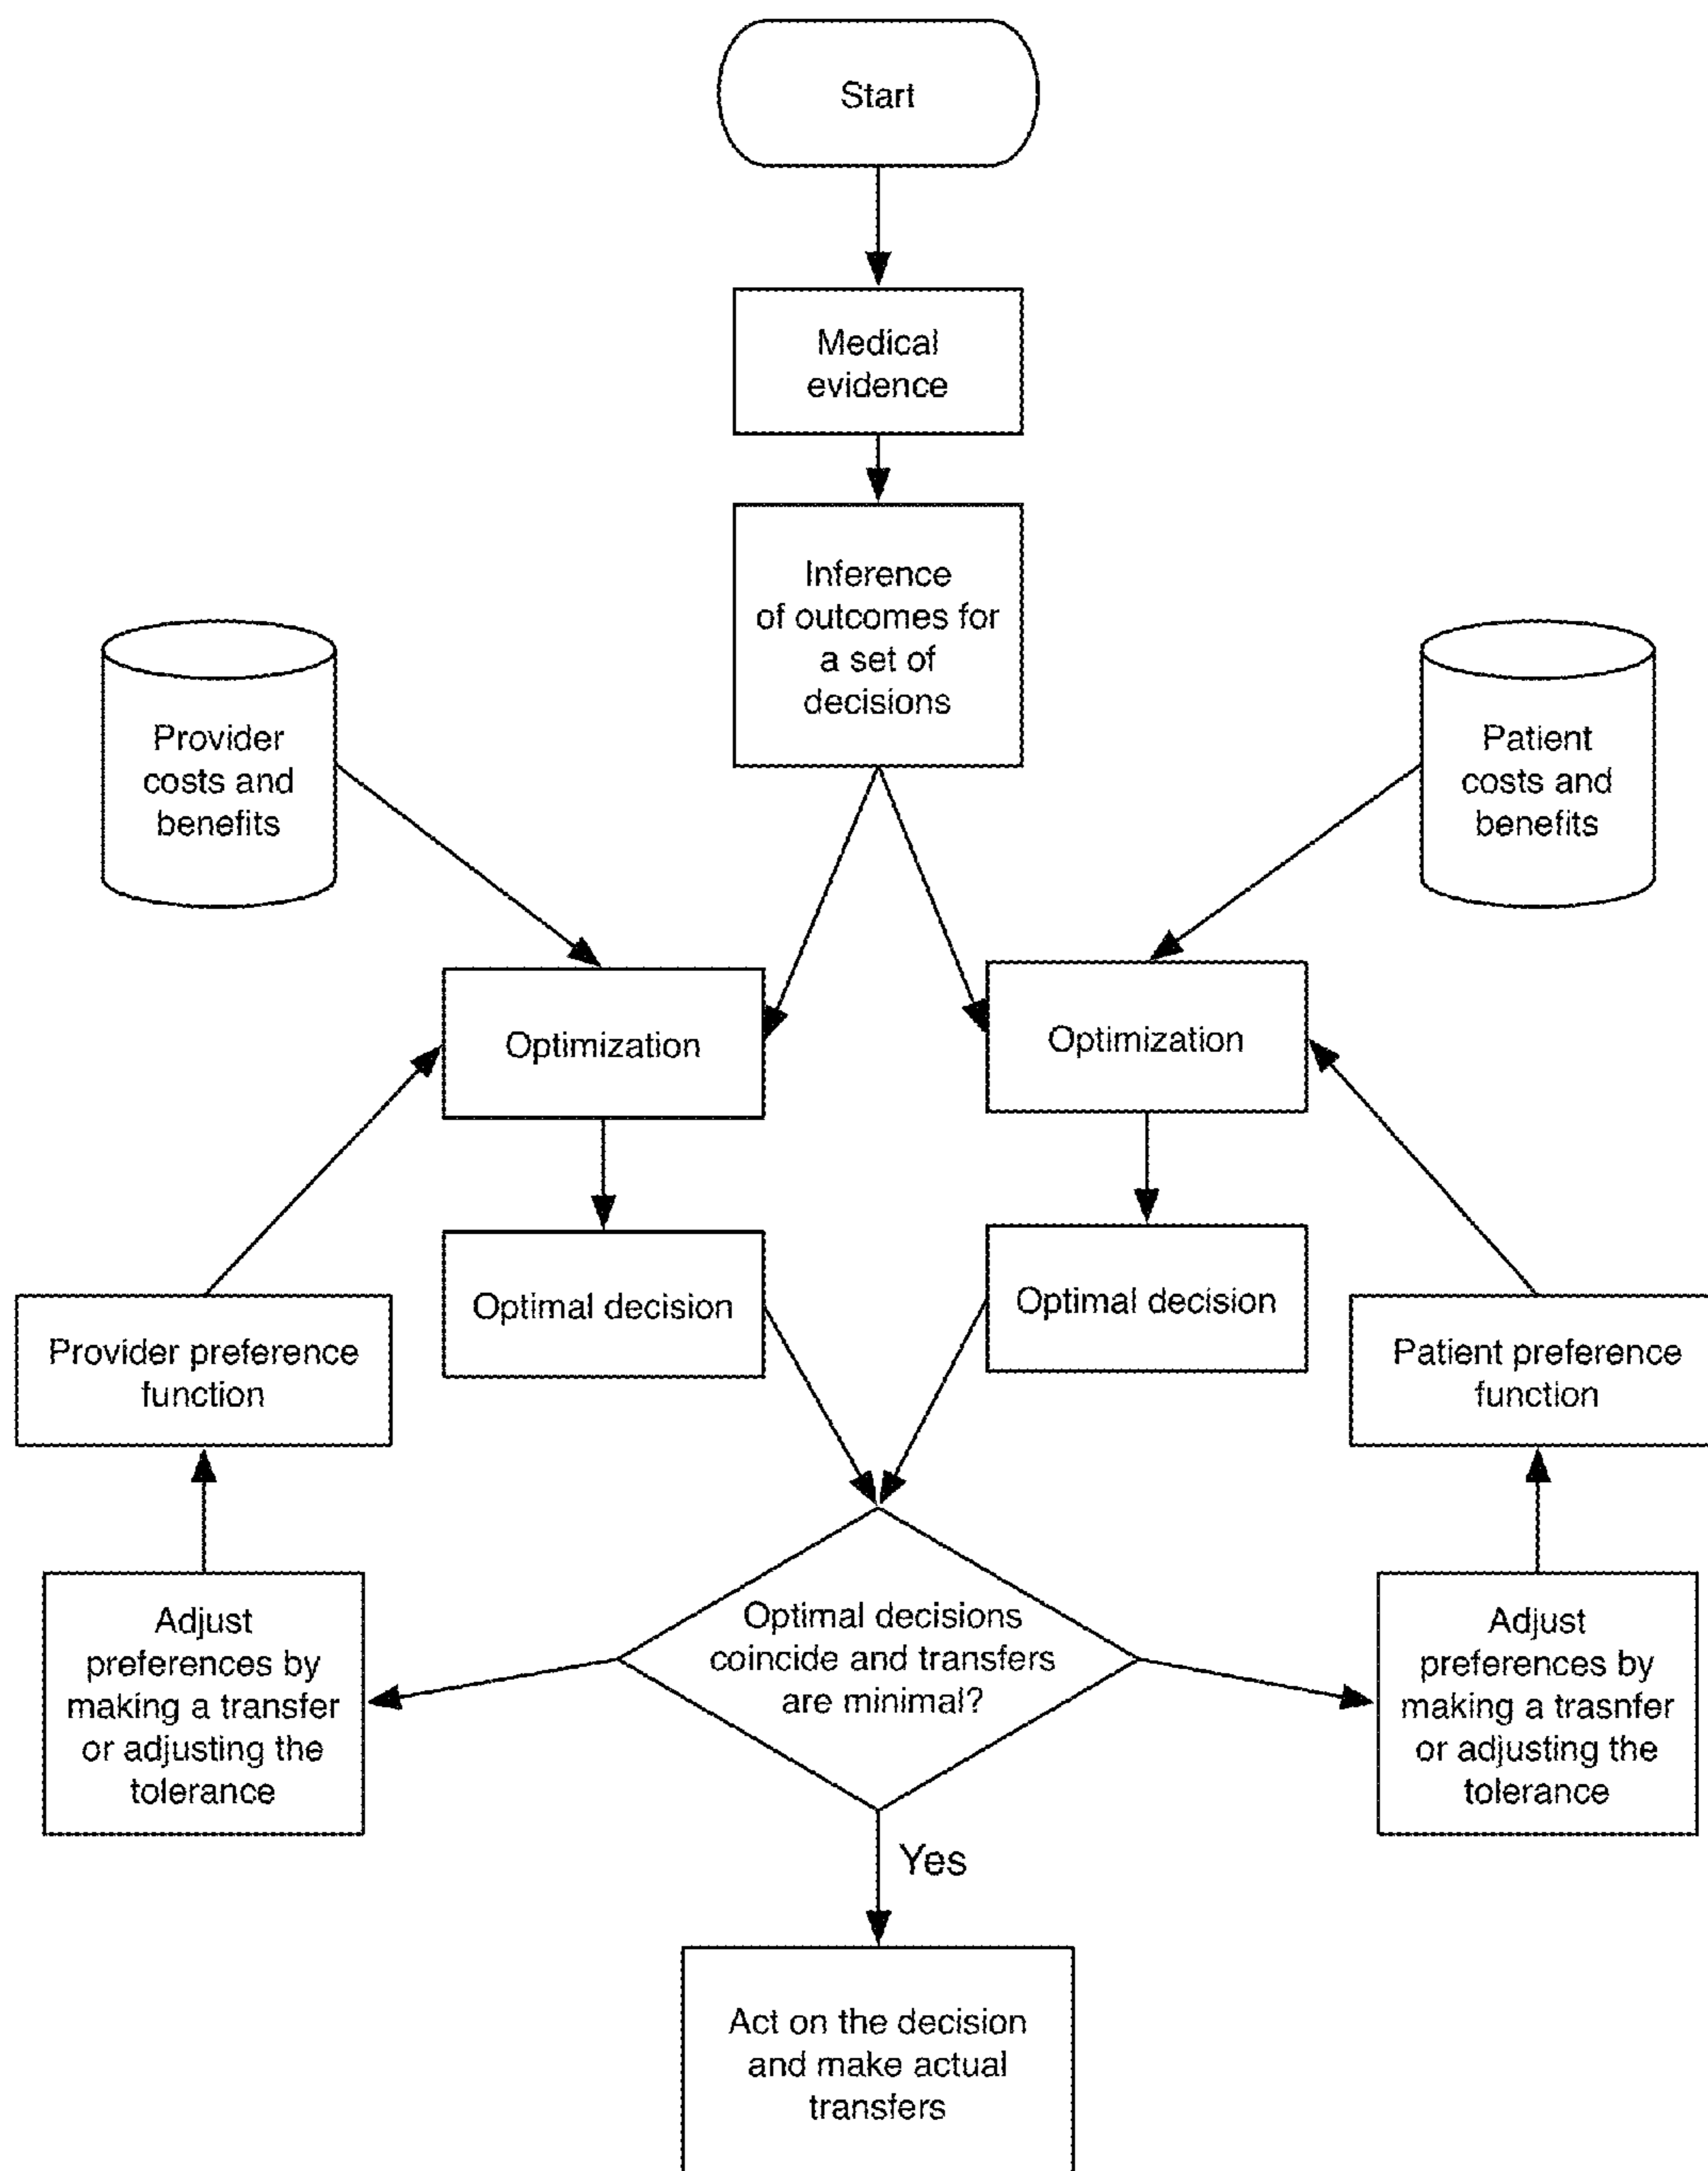 Start
Medical
evidence
Inference
of outcomes for
a set of
decisions
Provider
costs and
benefits
Patient
costs and
benefits
Optimization
Optimization
Optimal decision
Optimal decision
Provider preference
function
Patient preference
function
Adjust
preferences by
making a transfer
or adjusting the
tolerance
Optimal decisions
coincide and transfers
are minimal?
Adjust
preferences by
making a trasnfer
or adjusting the
tolerance
Yes
Act on the decision
and make actual
transfers